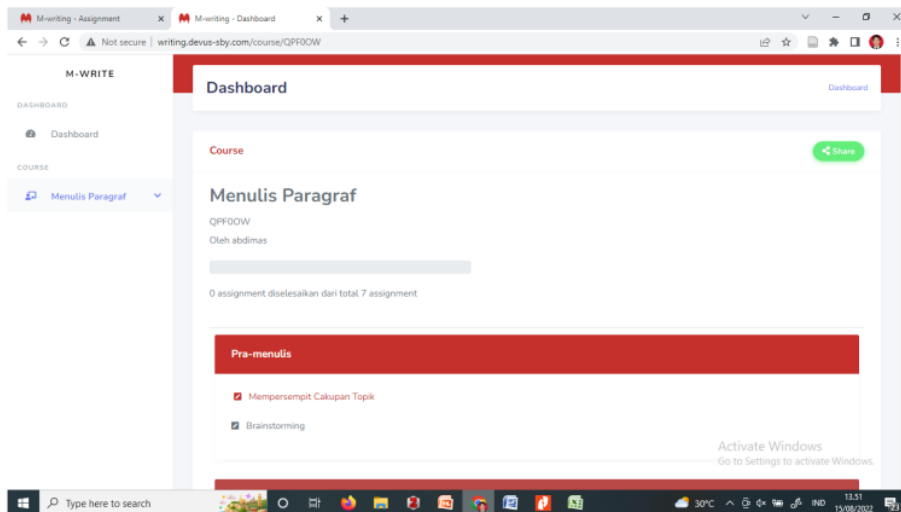 M-writing - Assignment
M-writing - Dashboard
Not secure | writing.devus-sby.com/course/QPF0OW
M-WRITE
DASHBOARD
Dashboard
COURSE
Menulis Paragraf
Dashboard
Dashboard
Course
Share
Menulis Paragraf
QPF0OW
Oleh abdimas
0 assignment diselesaikan dari total 7 assignment
Pra-menulis
Mempersempit Cakupan Topik
Brainstorming
Activate Windows
Go to Settings to activate Windows.
Type here to search
30°C
IND
13.51
15/08/2022